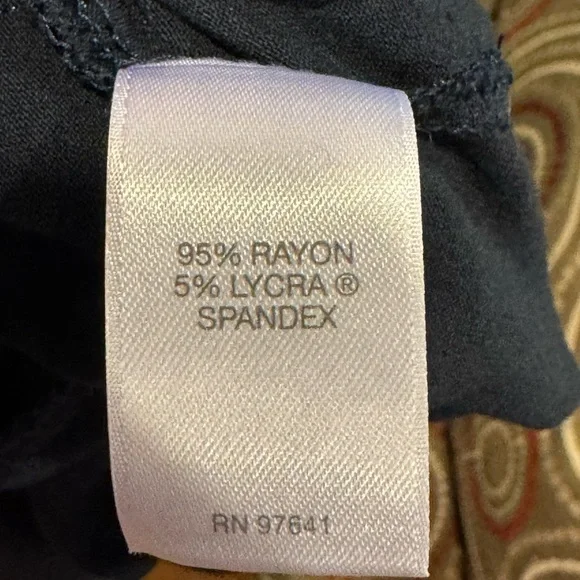 95% RAYON
5% LYCRA ®
SPANDEX
RN 97641